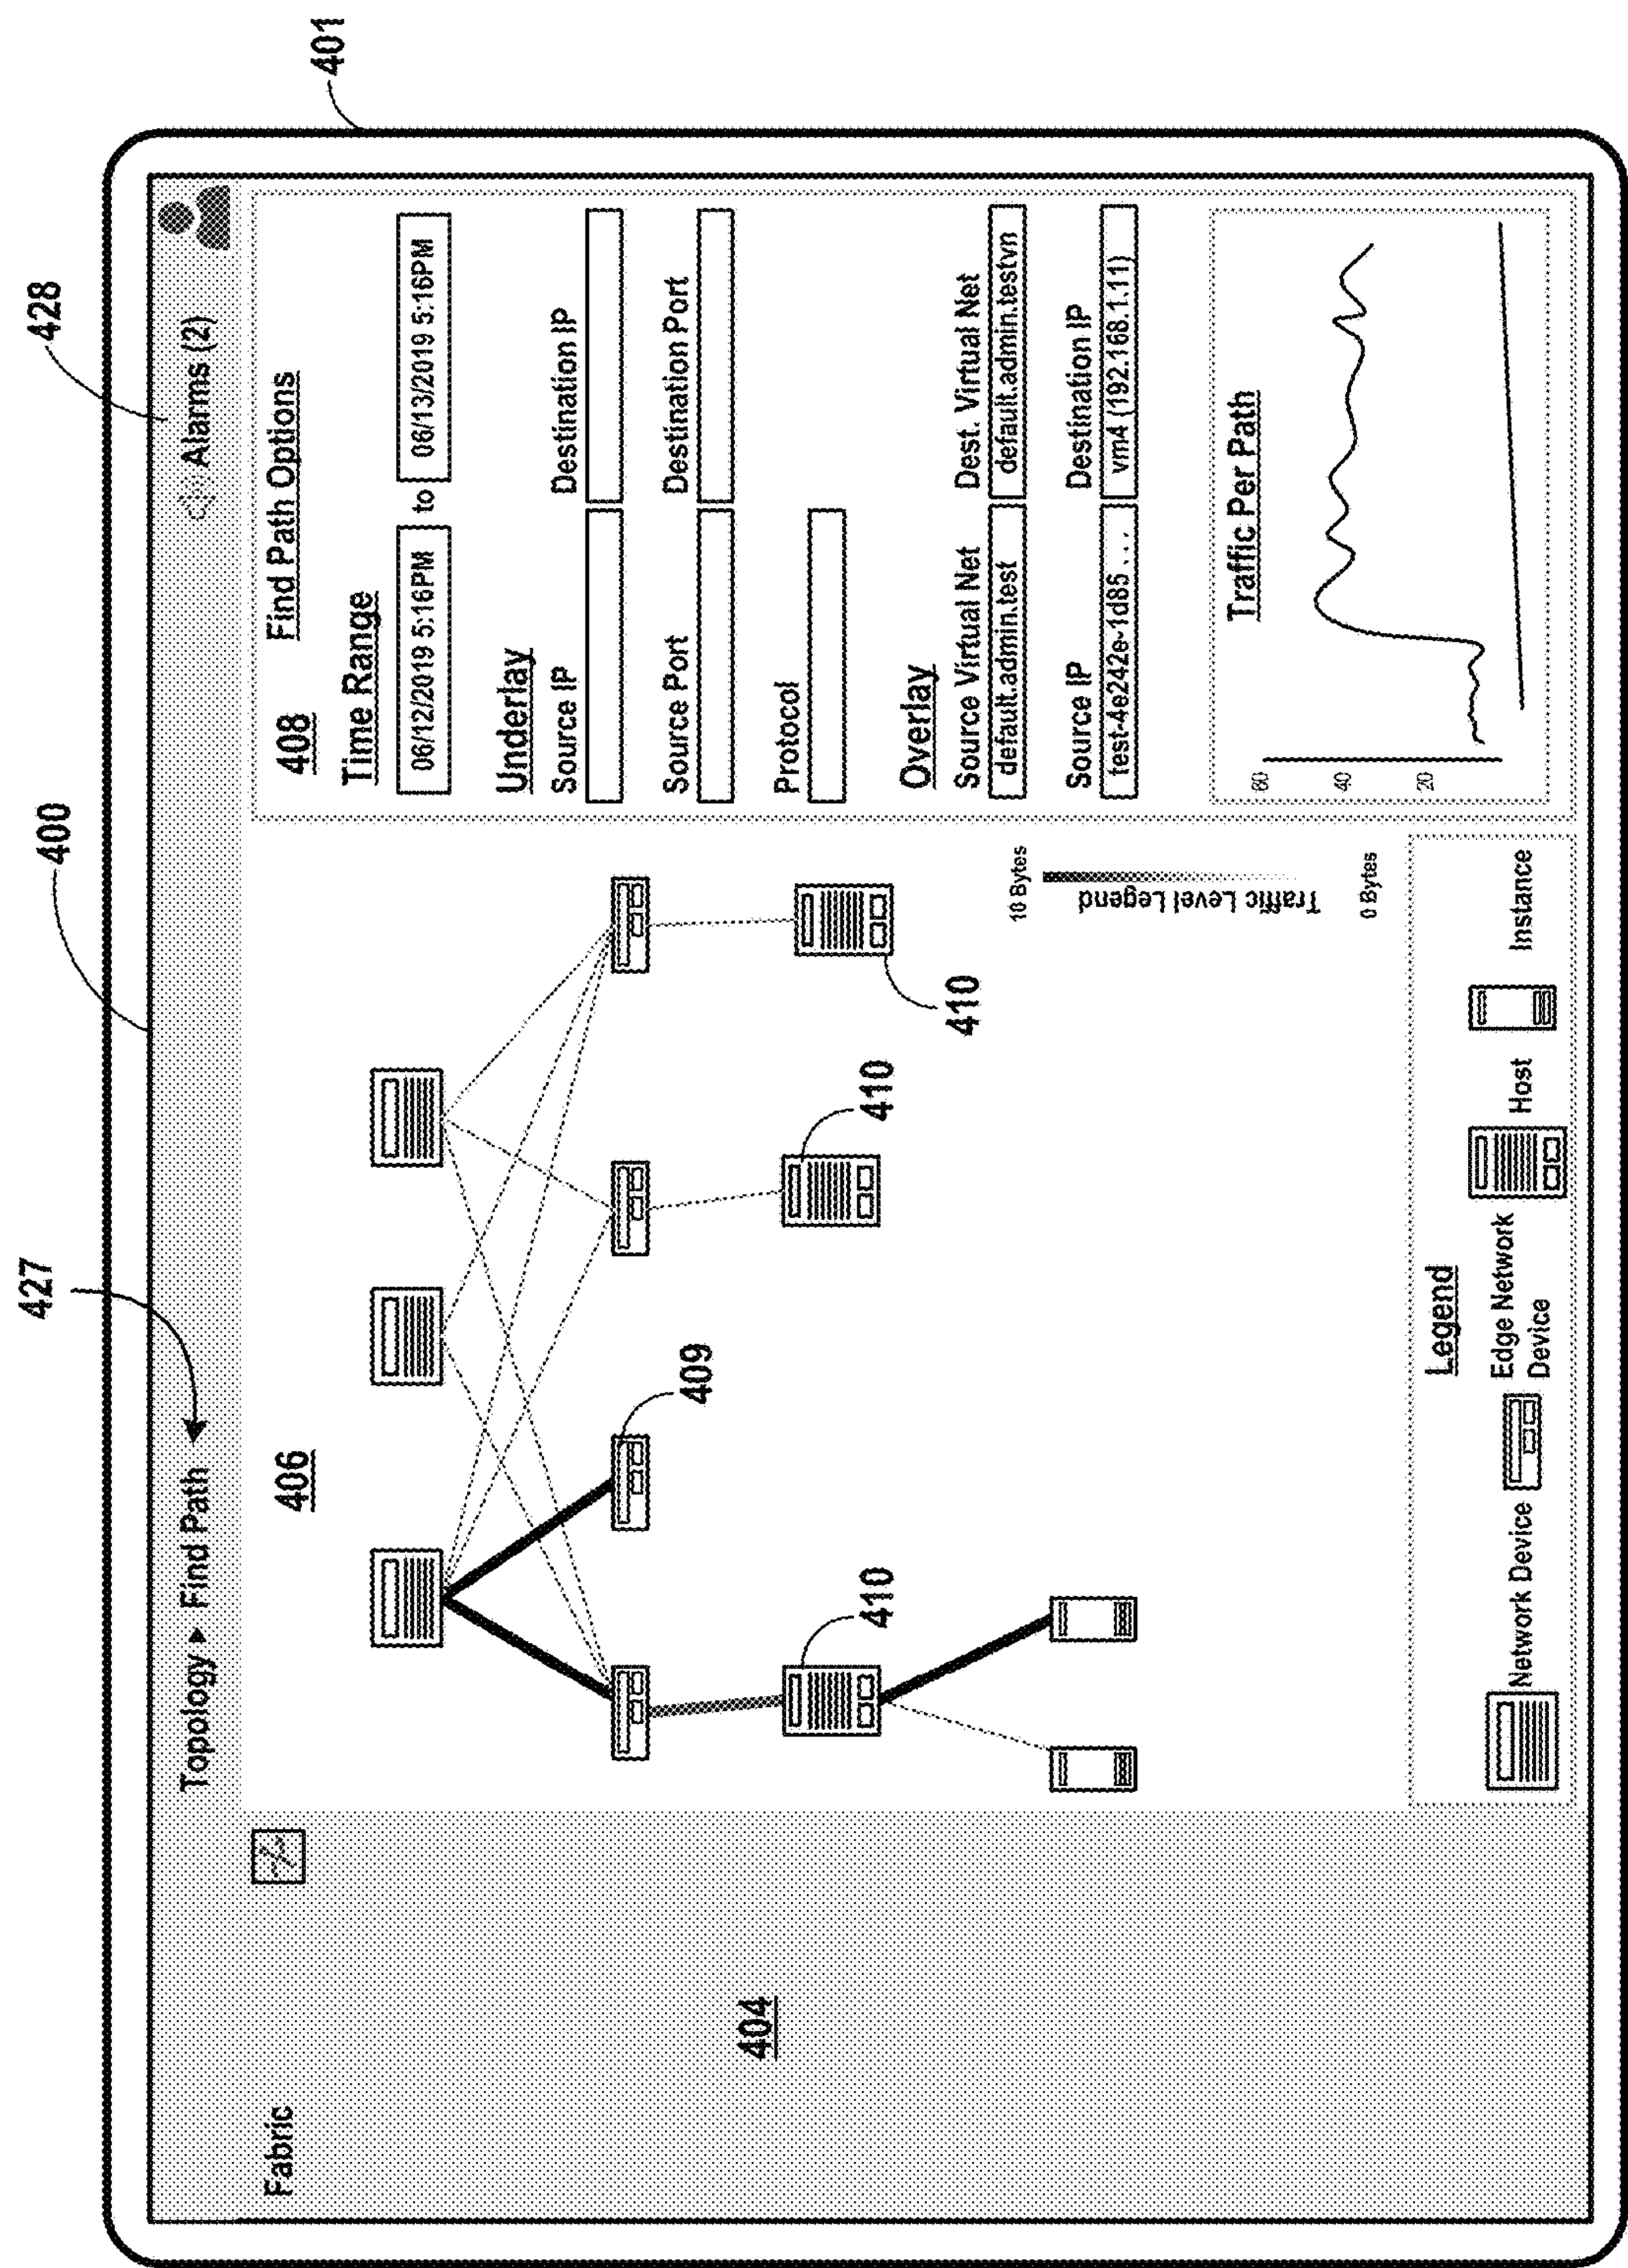 400
427
428
401
Topology ► Find Path
Alarms (2)
Fabric
404
406
409
410
410
410
10 Bytes
Traffic Level Legend
0 Bytes
Legend
Network Device
Edge Network
Device
Host
Instance
408
Find Path Options
Time Range
06/12/2019 5:16PM to 06/13/2019 5:16PM
Underlay
Source IP Destination IP
Source Port Destination Port
Protocol
Overlay
Source Virtual Net Dest. Virtual Net
default.admin.test default.admin.testvn
Source IP Destination IP
test-4e242e-1d85 ... vm4 (192.168.1.11)
Traffic Per Path
60
40
20